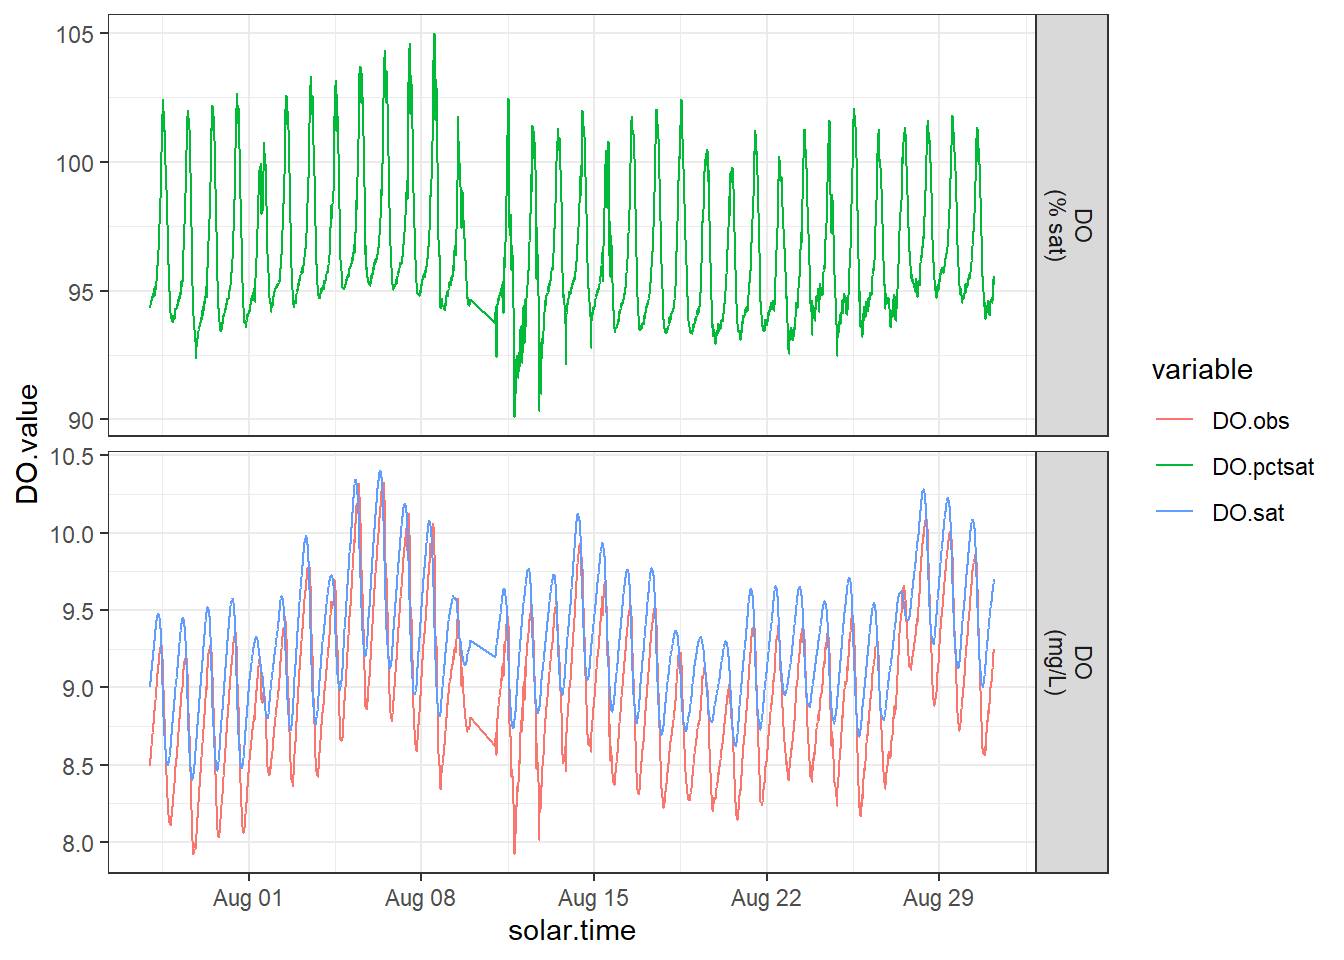 DO.value
105
100
95
90
DO
(% sat)
10.5
10.0
9.5
9.0
8.5
8.0
DO
(mg/L)
Aug 01
Aug 08
Aug 15
Aug 22
Aug 29
solar.time
variable
DO.obs
DO.pctsat
DO.sat